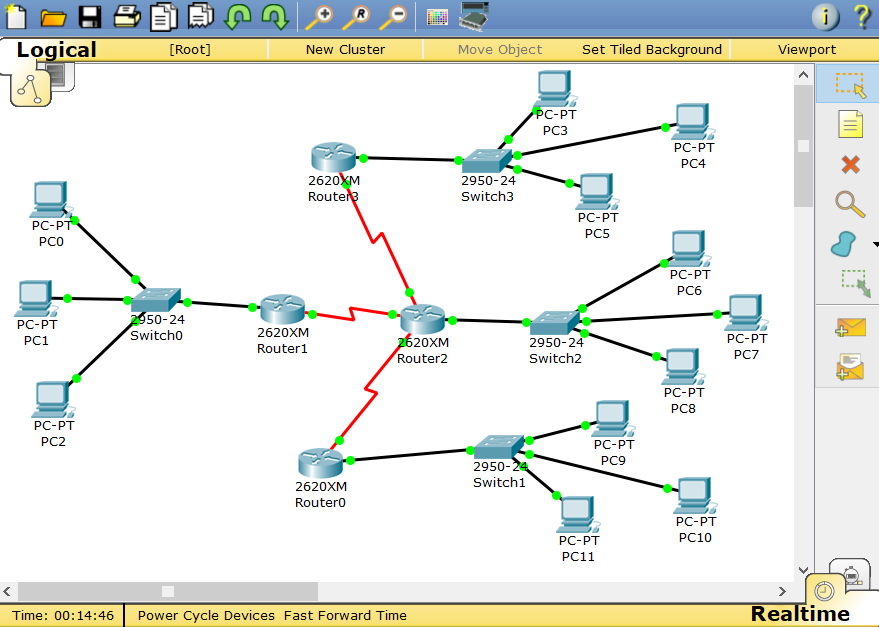 Logical
[Root]
New Cluster
Move Object
Set Tiled Background
Viewport
PC-PT
PC3
PC-PT
PC4
2620XM
Router3
2950-24
Switch3
PC-PT
PC5
PC-PT
PC0
PC-PT
PC6
PC-PT
PC1
2950-24
Switch0
2620XM
Router1
2620XM
Router2
2950-24
Switch2
PC-PT
PC7
PC-PT
PC8
PC-PT
PC2
PC-PT
PC9
2620XM
Router0
2950-24
Switch1
PC-PT
PC10
PC-PT
PC11
Time: 00:14:46
Power Cycle Devices Fast Forward Time
Realtime